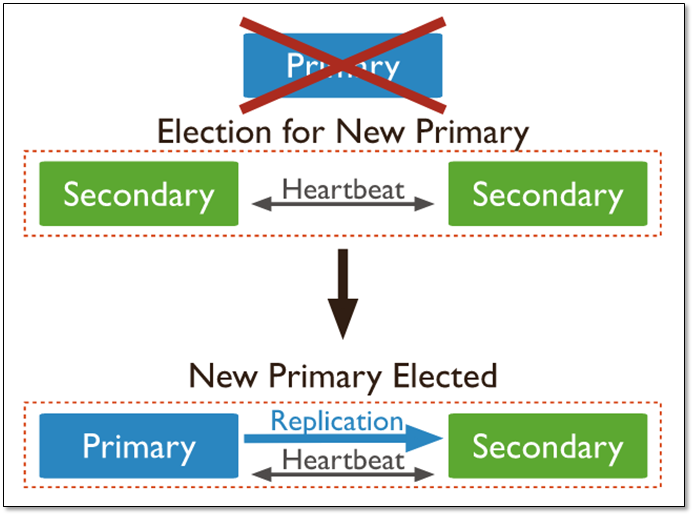 Primary
Election for New Primary
Secondary
Heartbeat
Secondary
New Primary Elected
Primary
Replication
Heartbeat
Secondary